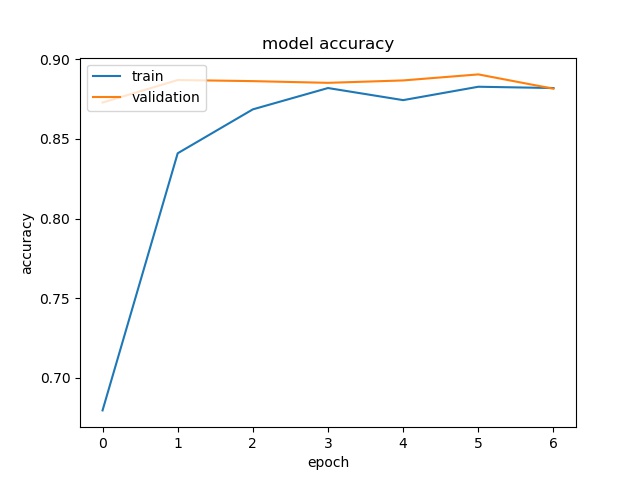 model accuracy
train
validation
accuracy
0.90
0.85
0.80
0.75
0.70
0 1 2 3 4 5 6
epoch